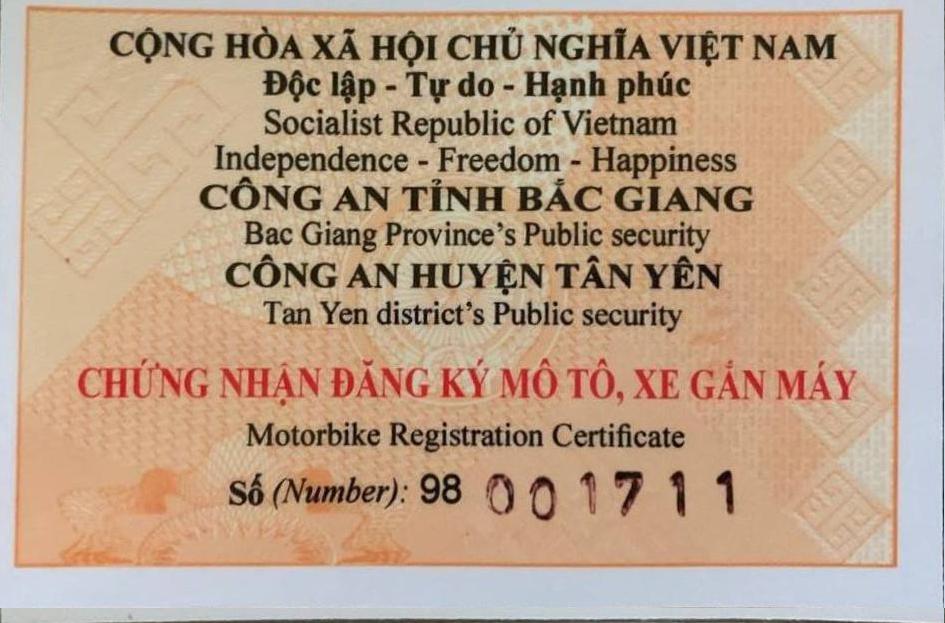 CỘNG HÒA XÃ HỘI CHỦ NGHĨA VIỆT NAM
Độc lập - Tự do - Hạnh phúc
Socialist Republic of Vietnam
Independence - Freedom - Happiness
CÔNG AN TỈNH BẮC GIANG
Bac Giang Province's Public security
CÔNG AN HUYỆN TÂN YÊN
Tan Yen district's Public security
CHỨNG NHẬN ĐĂNG KÝ MÔ TÔ, XE GẮN MÁY
Motorbike Registration Certificate
Số (Number): 98 001711